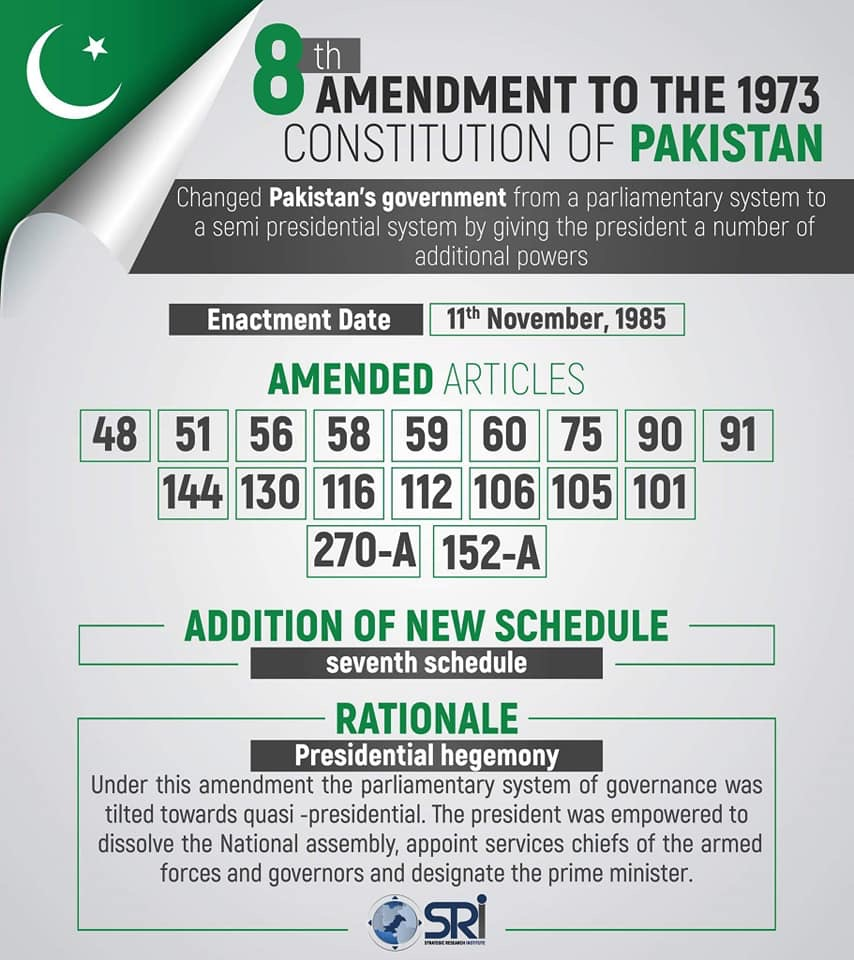 8th
AMENDMENT TO THE 1973
CONSTITUTION OF PAKISTAN
Changed Pakistan's government from a parliamentary system to
a semi presidential system by giving the president a number of
additional powers
Enactment Date 11th November, 1985
AMENDED ARTICLES
48 51 56 58 59 60 75 90 91
144 130 116 112 106 105 101
270-A 152-A
ADDITION OF NEW SCHEDULE
seventh schedule
RATIONALE
Presidential hegemony
Under this amendment the parliamentary system of governance was
tilted towards quasi -presidential. The president was empowered to
dissolve the National assembly, appoint services chiefs of the armed
forces and governors and designate the prime minister.
SRi
STRATEGIC RESEARCH INSTITUTE